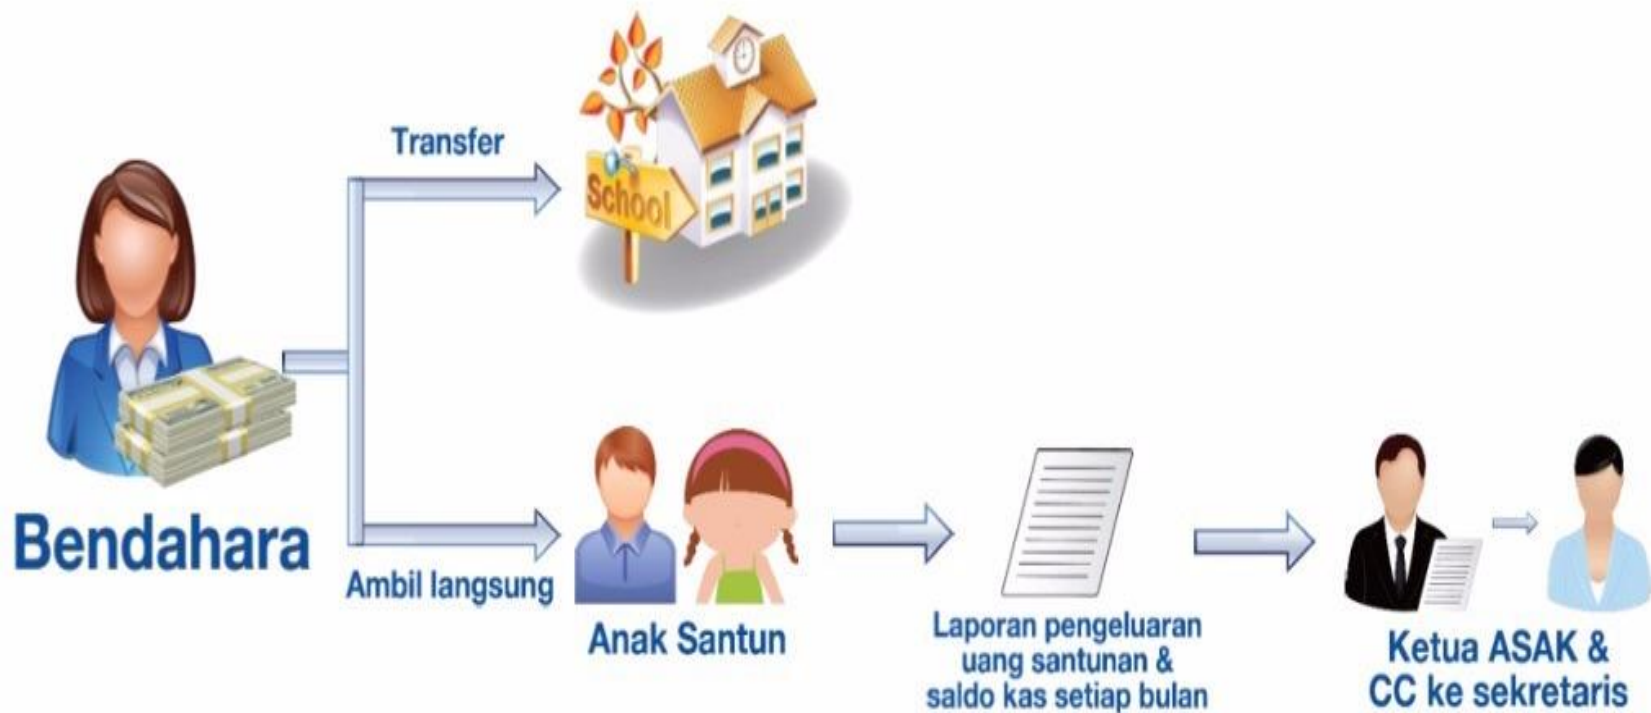 Transfer
School
Bendahara
Ambil langsung
Anak Santun
Laporan pengeluaran
uang santunan &
saldo kas setiap bulan
Ketua ASAK &
CC ke sekretaris